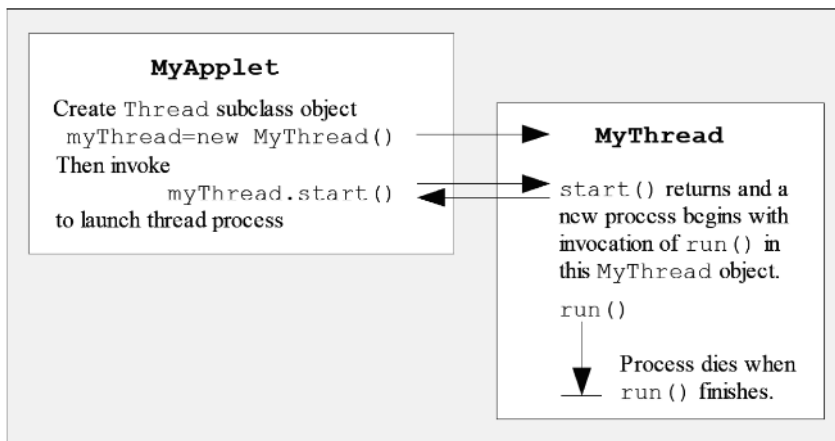 MyApplet
Create Thread subclass object
myThread=new MyThread()
Then invoke
myThread.start()
to launch thread process
MyThread
start() returns and a
new process begins with
invocation of run() in
this MyThread object.
run()
Process dies when
run() finishes.